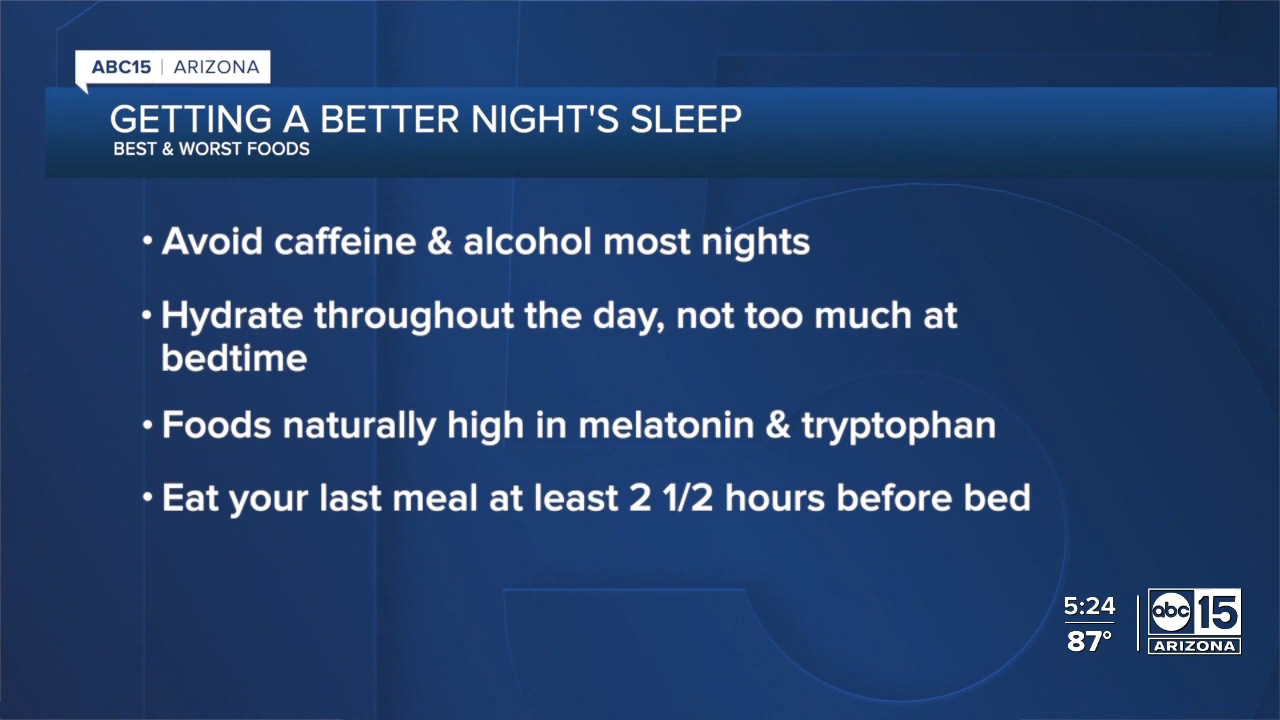 ABC15 | ARIZONA
GETTING A BETTER NIGHT'S SLEEP
BEST & WORST FOODS
• Avoid caffeine & alcohol most nights
• Hydrate throughout the day, not too much at
bedtime
• Foods naturally high in melatonin & tryptophan
• Eat your last meal at least 2 1/2 hours before bed
5:24
87°
abc 15
ARIZONA